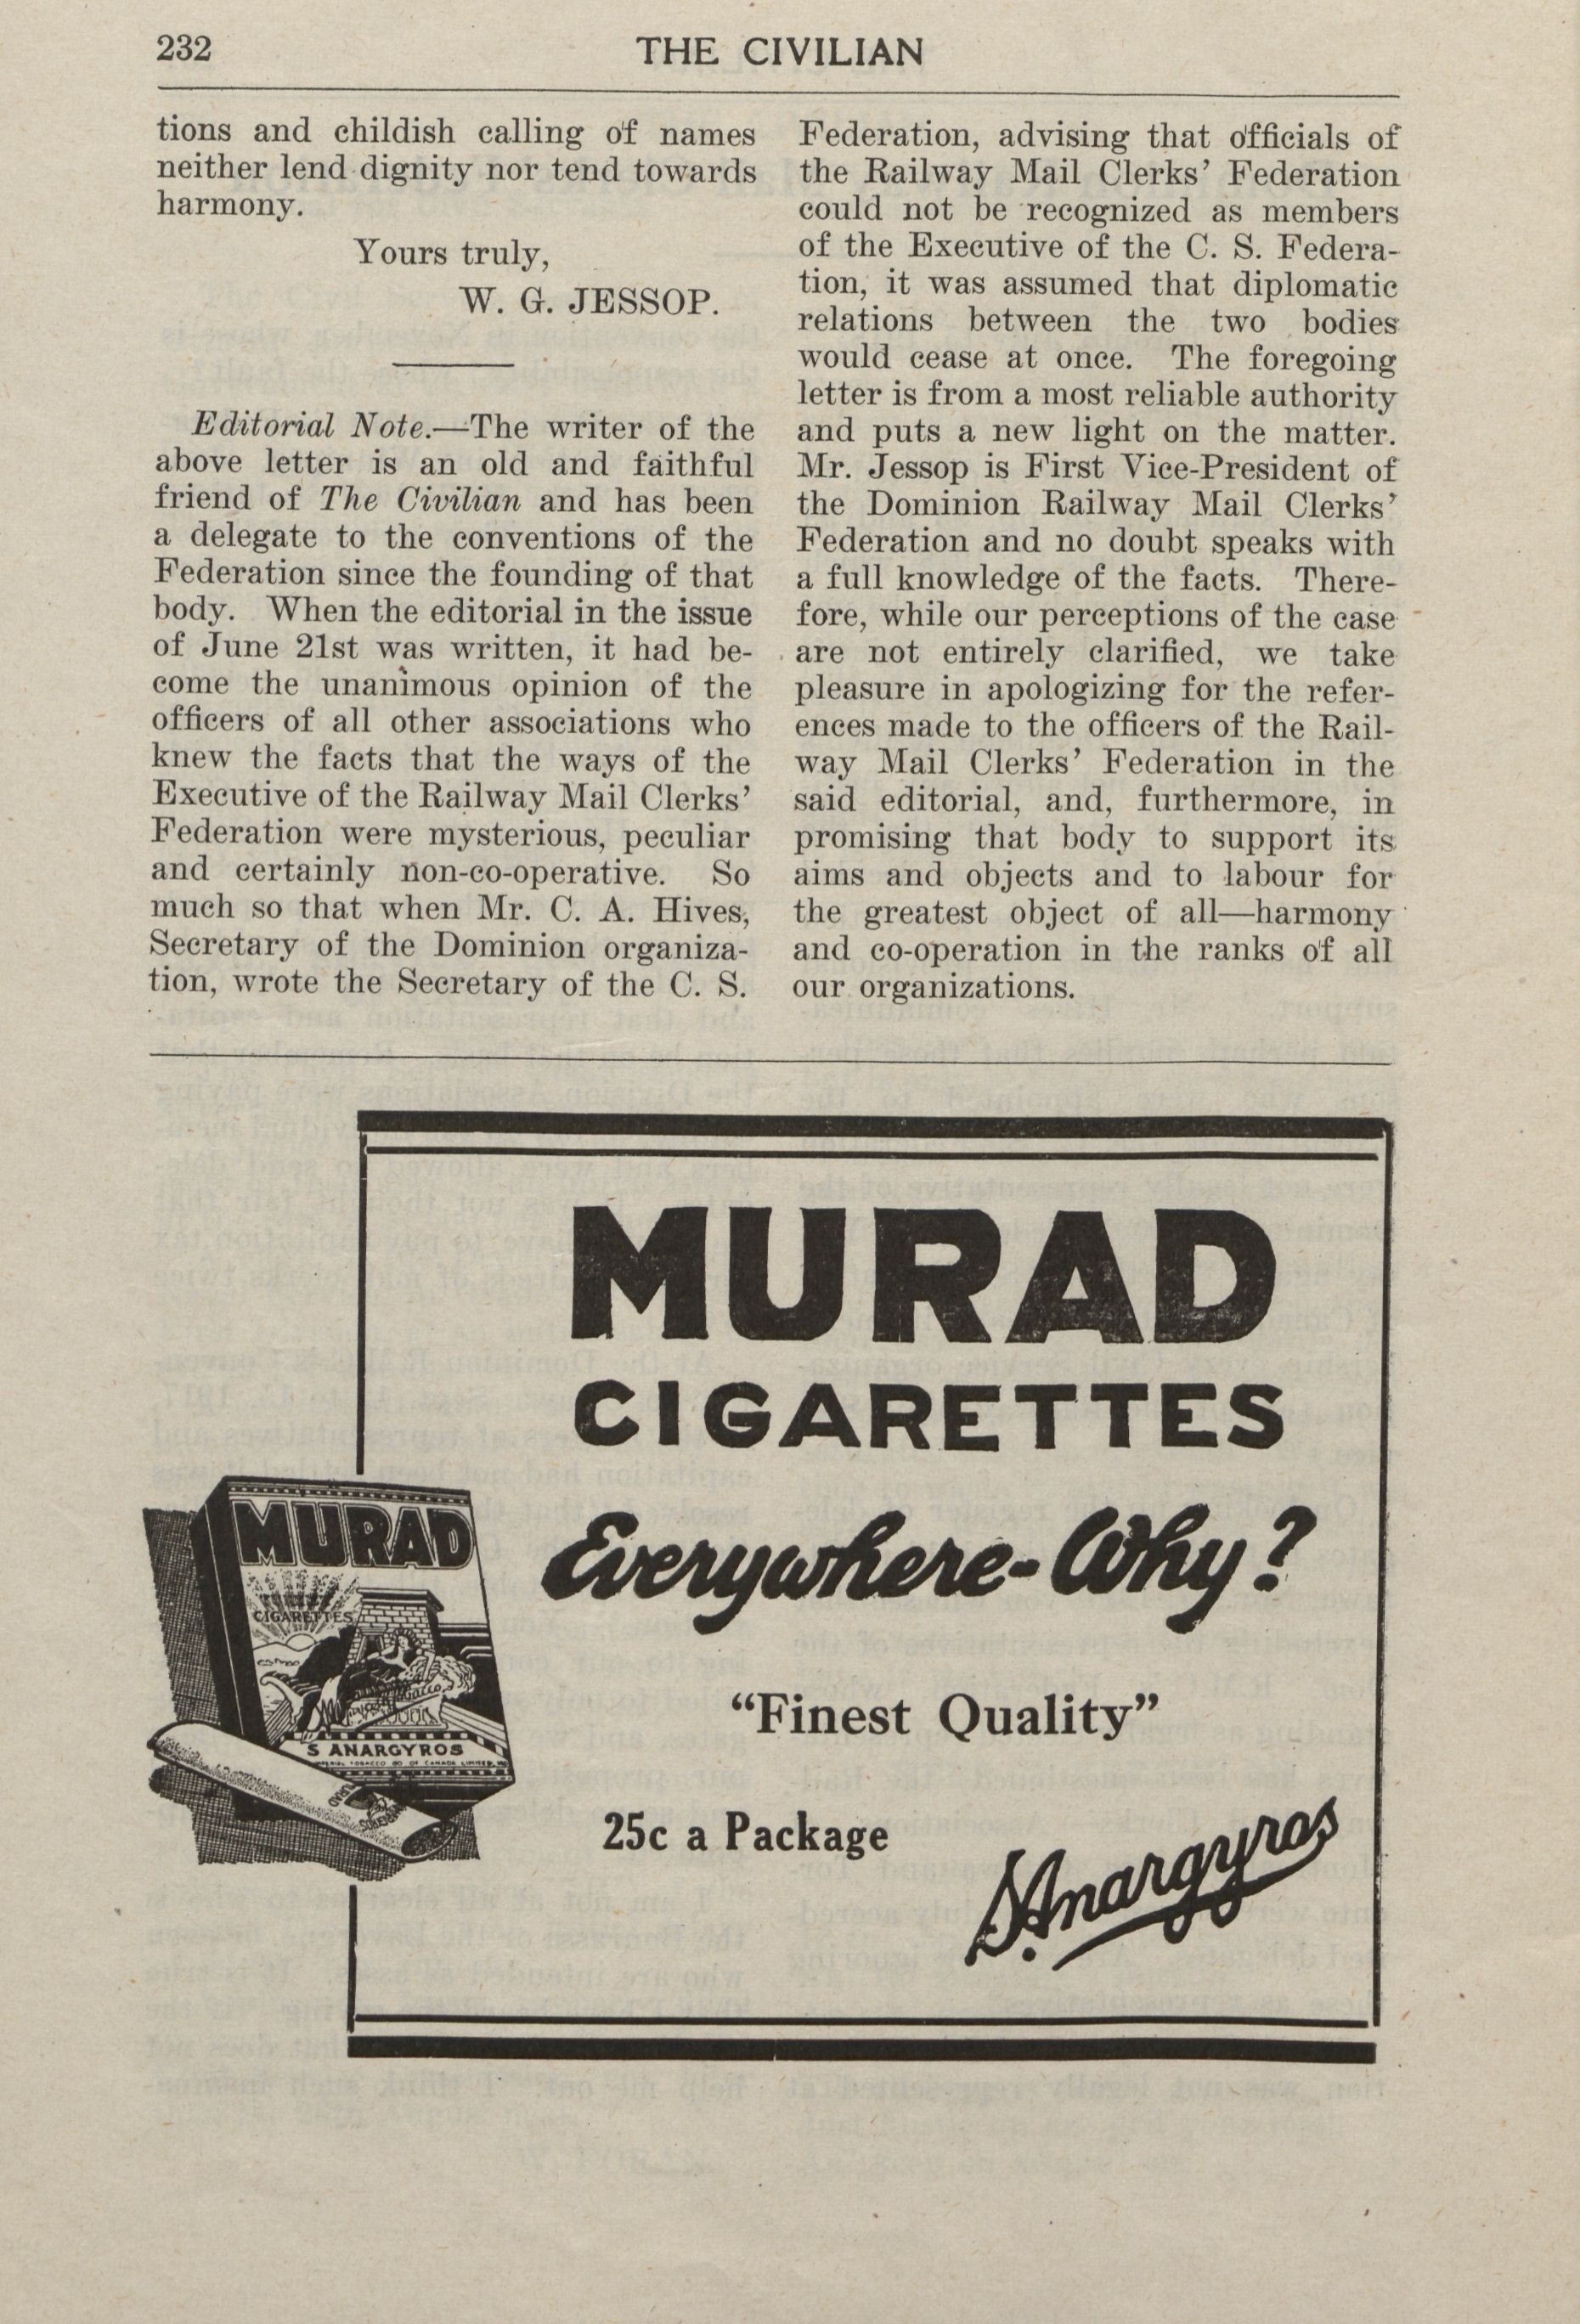 232
THE CIVILIAN
tions and childish calling of names
neither lend dignity nor tend towards
harmony.
Yours truly,
W. G. JESSOP.
Editorial Note.—The writer of the
above letter is an old and faithful
friend of The Civilian and has been
a delegate to the conventions of the
Federation since the founding of that
body. When the editorial in the issue
of June 21st was written, it had be-
come the unanimous opinion of the
officers of all other associations who
knew the facts that the ways of the
Executive of the Railway Mail Clerks'
Federation were mysterious, peculiar
and certainly non-co-operative. So
much so that when Mr. C. A. Hives,
Secretary of the Dominion organiza-
tion, wrote the Secretary of the C. S.
Federation, advising that officials of
the Railway Mail Clerks' Federation
could not be recognized as members
of the Executive of the C. S. Federa-
tion, it was assumed that diplomatic
relations between the two bodies
would cease at once. The foregoing
letter is from a most reliable authority
and puts a new light on the matter.
Mr. Jessop is First Vice-President of
the Dominion Railway Mail Clerks'
Federation and no doubt speaks with
a full knowledge of the facts. There-
fore, while our perceptions of the case
are not entirely clarified, we take
pleasure in apologizing for the refer-
ences made to the officers of the Rail-
way Mail Clerks' Federation in the
said editorial, and, furthermore, in
promising that body to support its
aims and objects and to labour for
the greatest object of all—harmony
and co-operation in the ranks of all
our organizations.
MURAD
CIGARETTES
Everywhere-Why?
"Finest Quality"
25c a Package
S. Anargyros
MURAD
CIGARETTES
S ANARGYROS